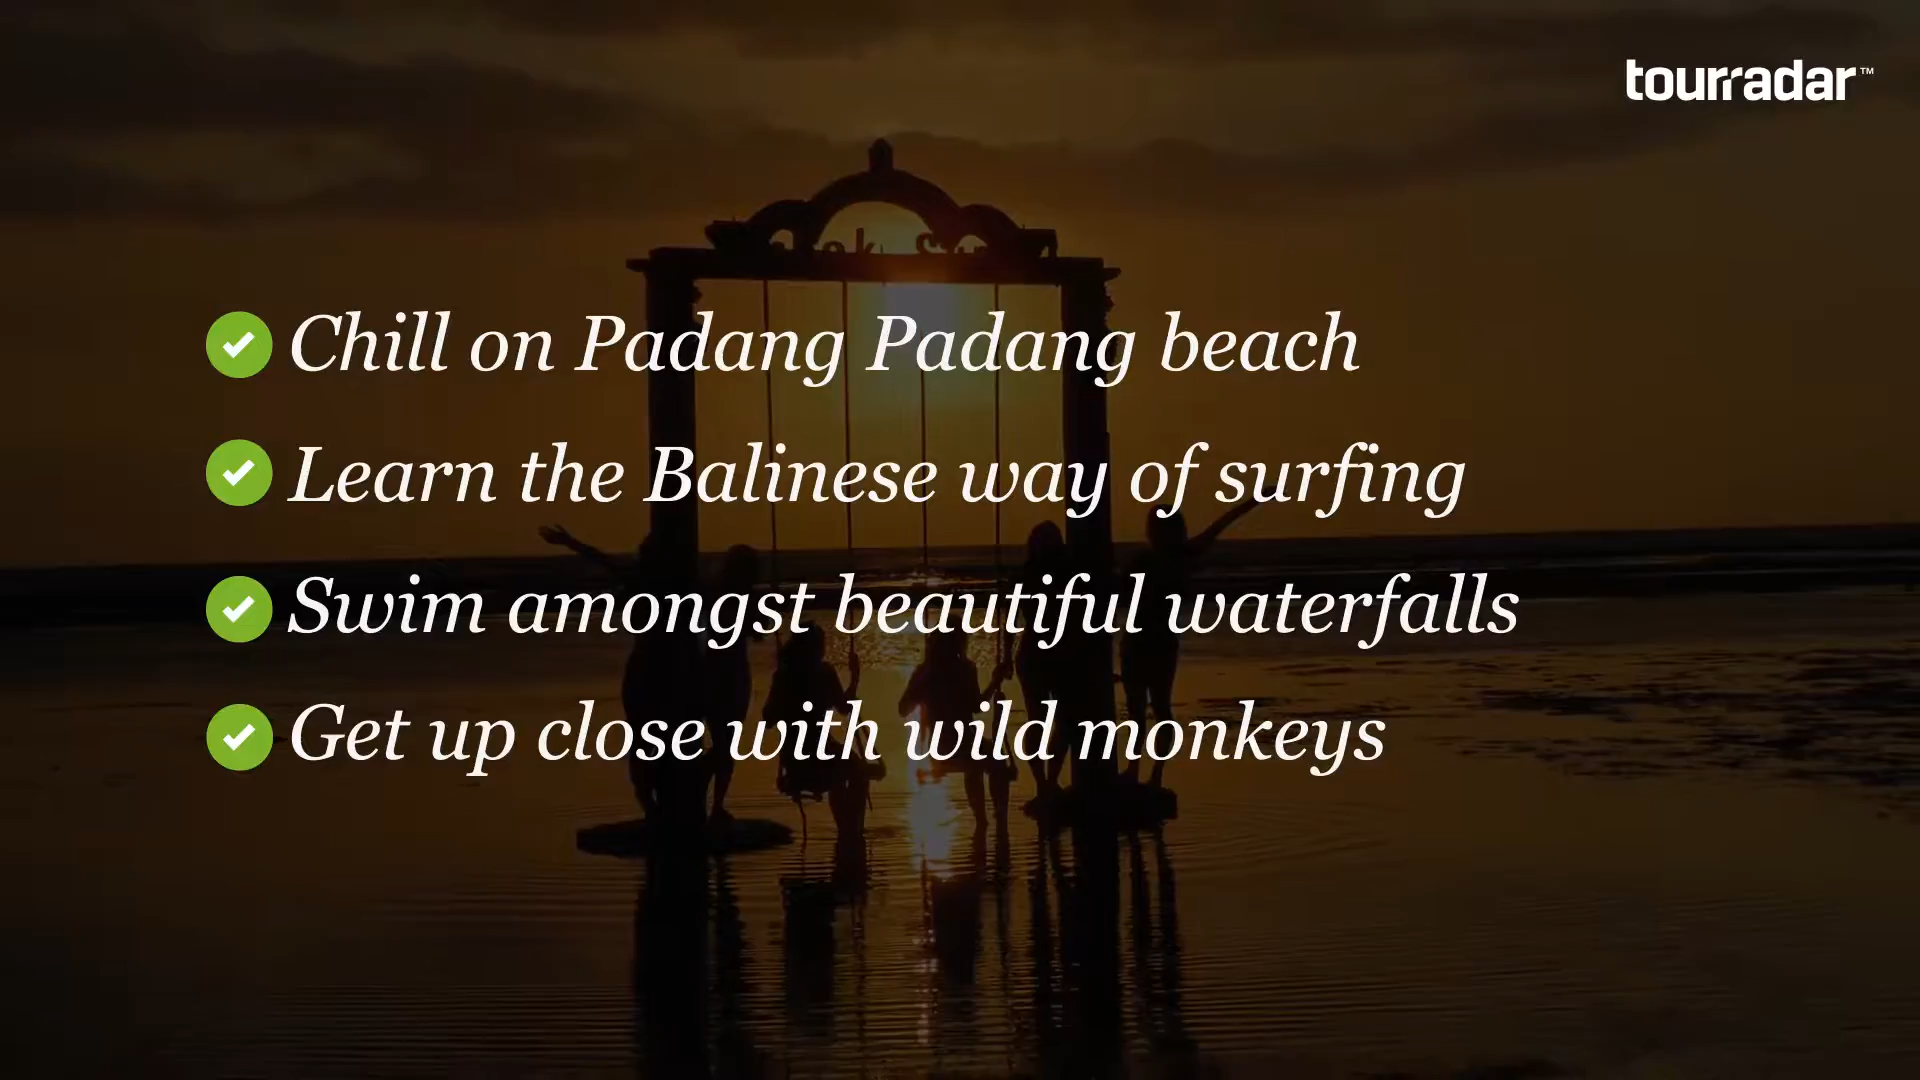 tourradar™
Chill on Padang Padang beach
Learn the Balinese way of surfing
Swim amongst beautiful waterfalls
Get up close with wild monkeys